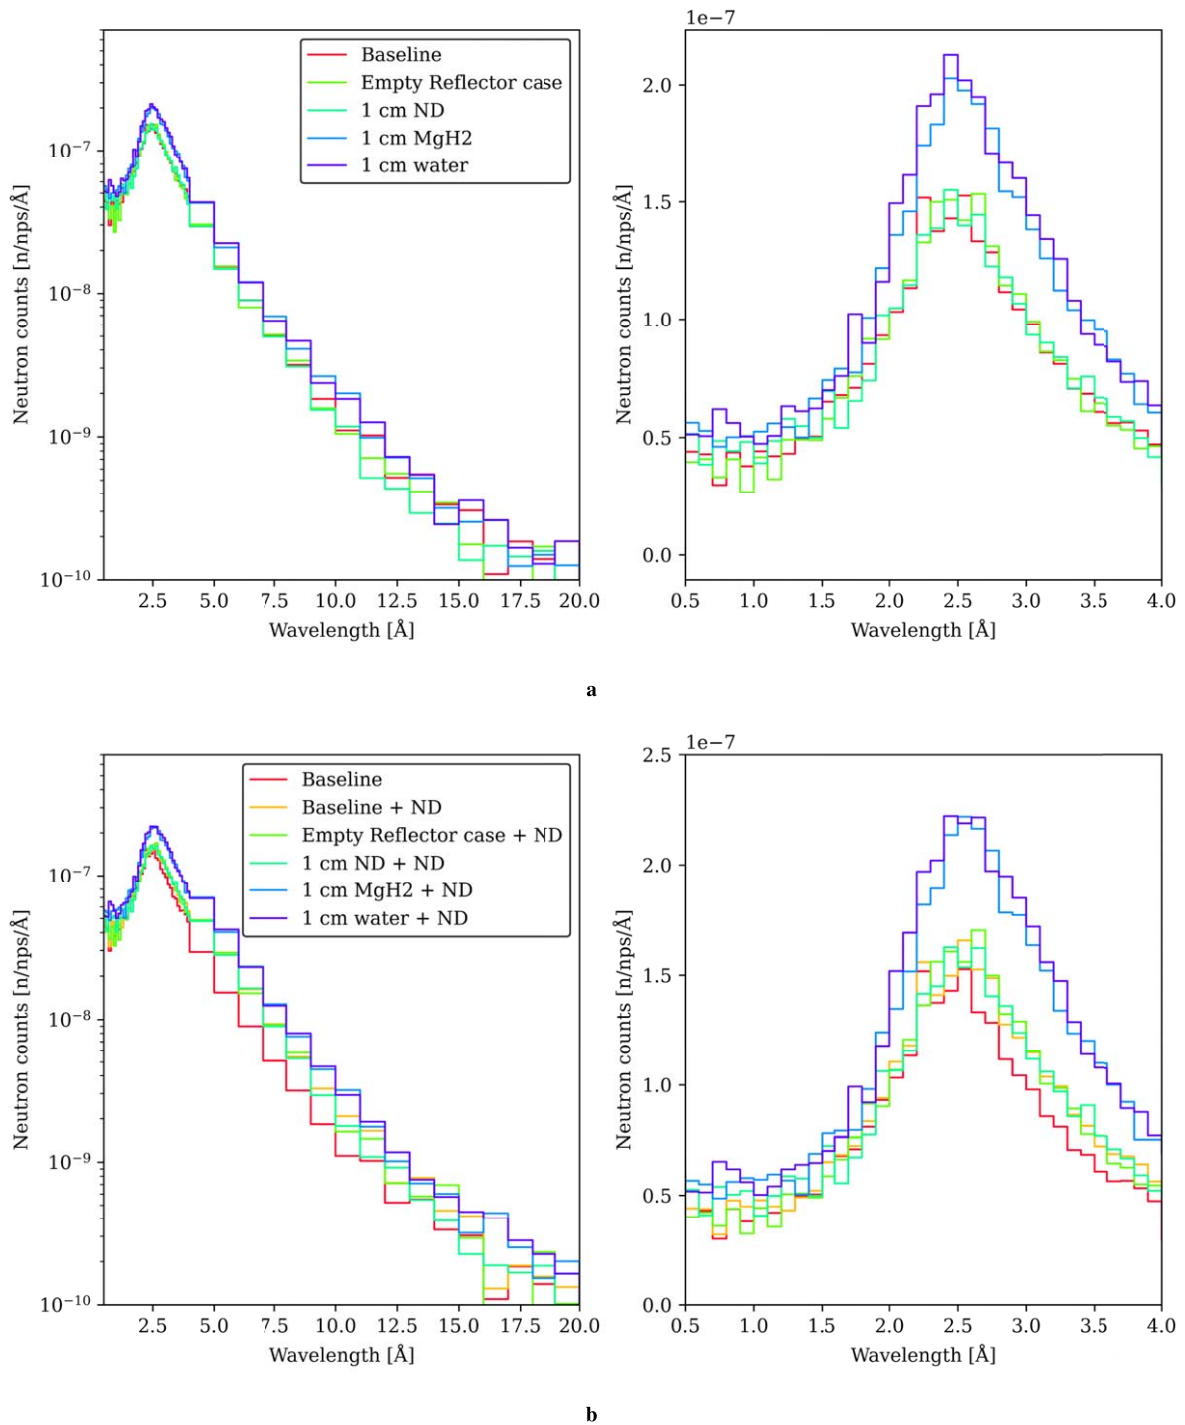 1e−7
Baseline
Empty Reflector case
1 cm ND
1 cm MgH2
1 cm water
Neutron counts [n/nps/Å]
10−7
10−8
10−9
10−10
2.5 5.0 7.5 10.0 12.5 15.0 17.5 20.0
Wavelength [Å]
Neutron counts [n/nps/Å]
2.0
1.5
1.0
0.5
0.0
0.5 1.0 1.5 2.0 2.5 3.0 3.5 4.0
Wavelength [Å]
a
1e−7
Baseline
Baseline + ND
Empty Reflector case + ND
1 cm ND + ND
1 cm MgH2 + ND
1 cm water + ND
Neutron counts [n/nps/Å]
10−7
10−8
10−9
10−10
2.5 5.0 7.5 10.0 12.5 15.0 17.5 20.0
Wavelength [Å]
Neutron counts [n/nps/Å]
2.5
2.0
1.5
1.0
0.5
0.0
0.5 1.0 1.5 2.0 2.5 3.0 3.5 4.0
Wavelength [Å]
b